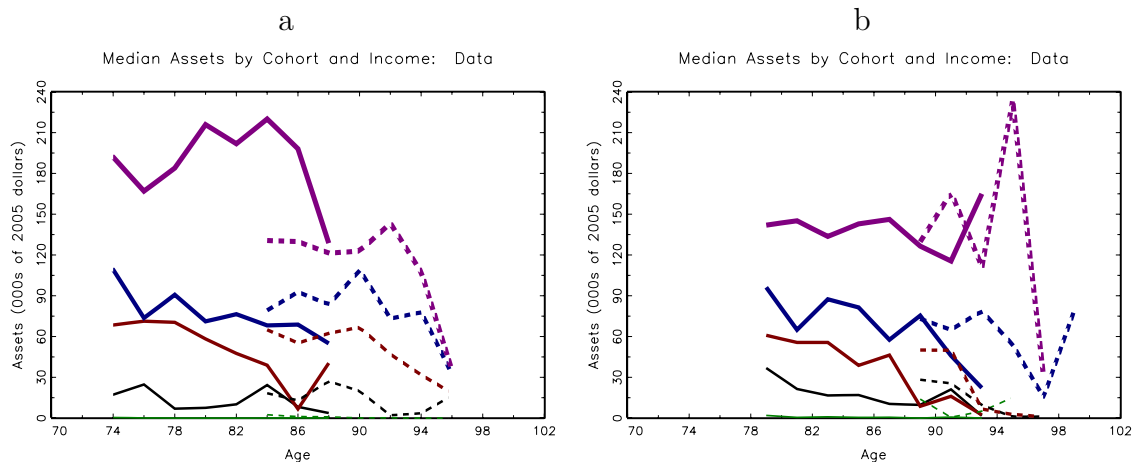 a
Median Assets by Cohort and Income: Data
Assets (000s of 2005 dollars)
240
210
180
150
120
90
60
30
0
70 74 78 82 86 90 94 98 102
Age
b
Median Assets by Cohort and Income: Data
Assets (000s of 2005 dollars)
240
210
180
150
120
90
60
30
0
70 74 78 82 86 90 94 98 102
Age